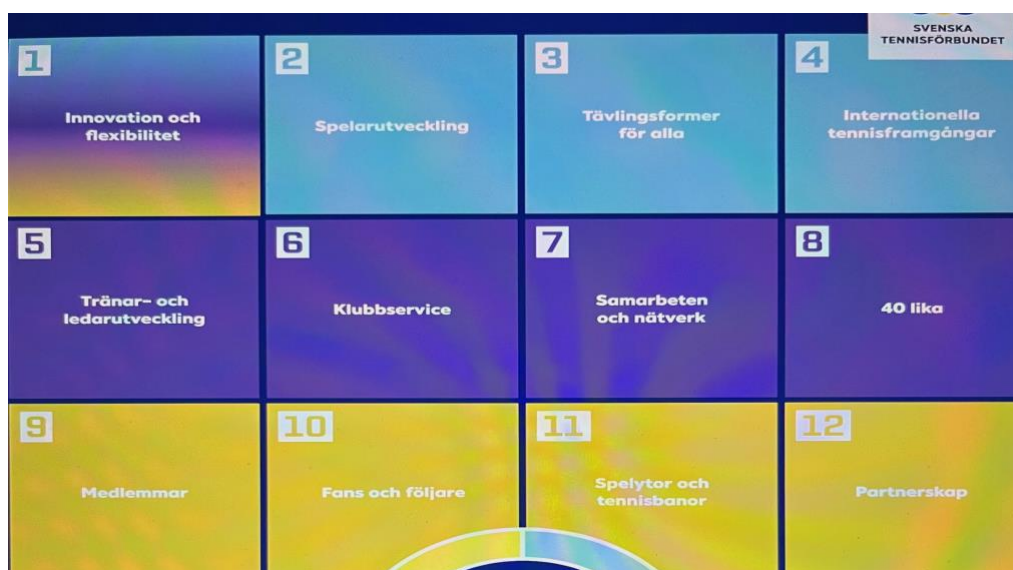 SVENSKA
TENNISFÖRBUNDET
1
Innovation och
flexibilitet
2
Spelarutveckling
3
Tävlingsformer
för alla
4
Internationella
tennisframgångar
5
Tränar- och
ledarutveckling
6
Klubbservice
7
Samarbeten
och nätverk
8
40 lika
9
Medlemmar
10
Fans och följare
11
Spelytor och
tennisbanor
12
Partnerskap